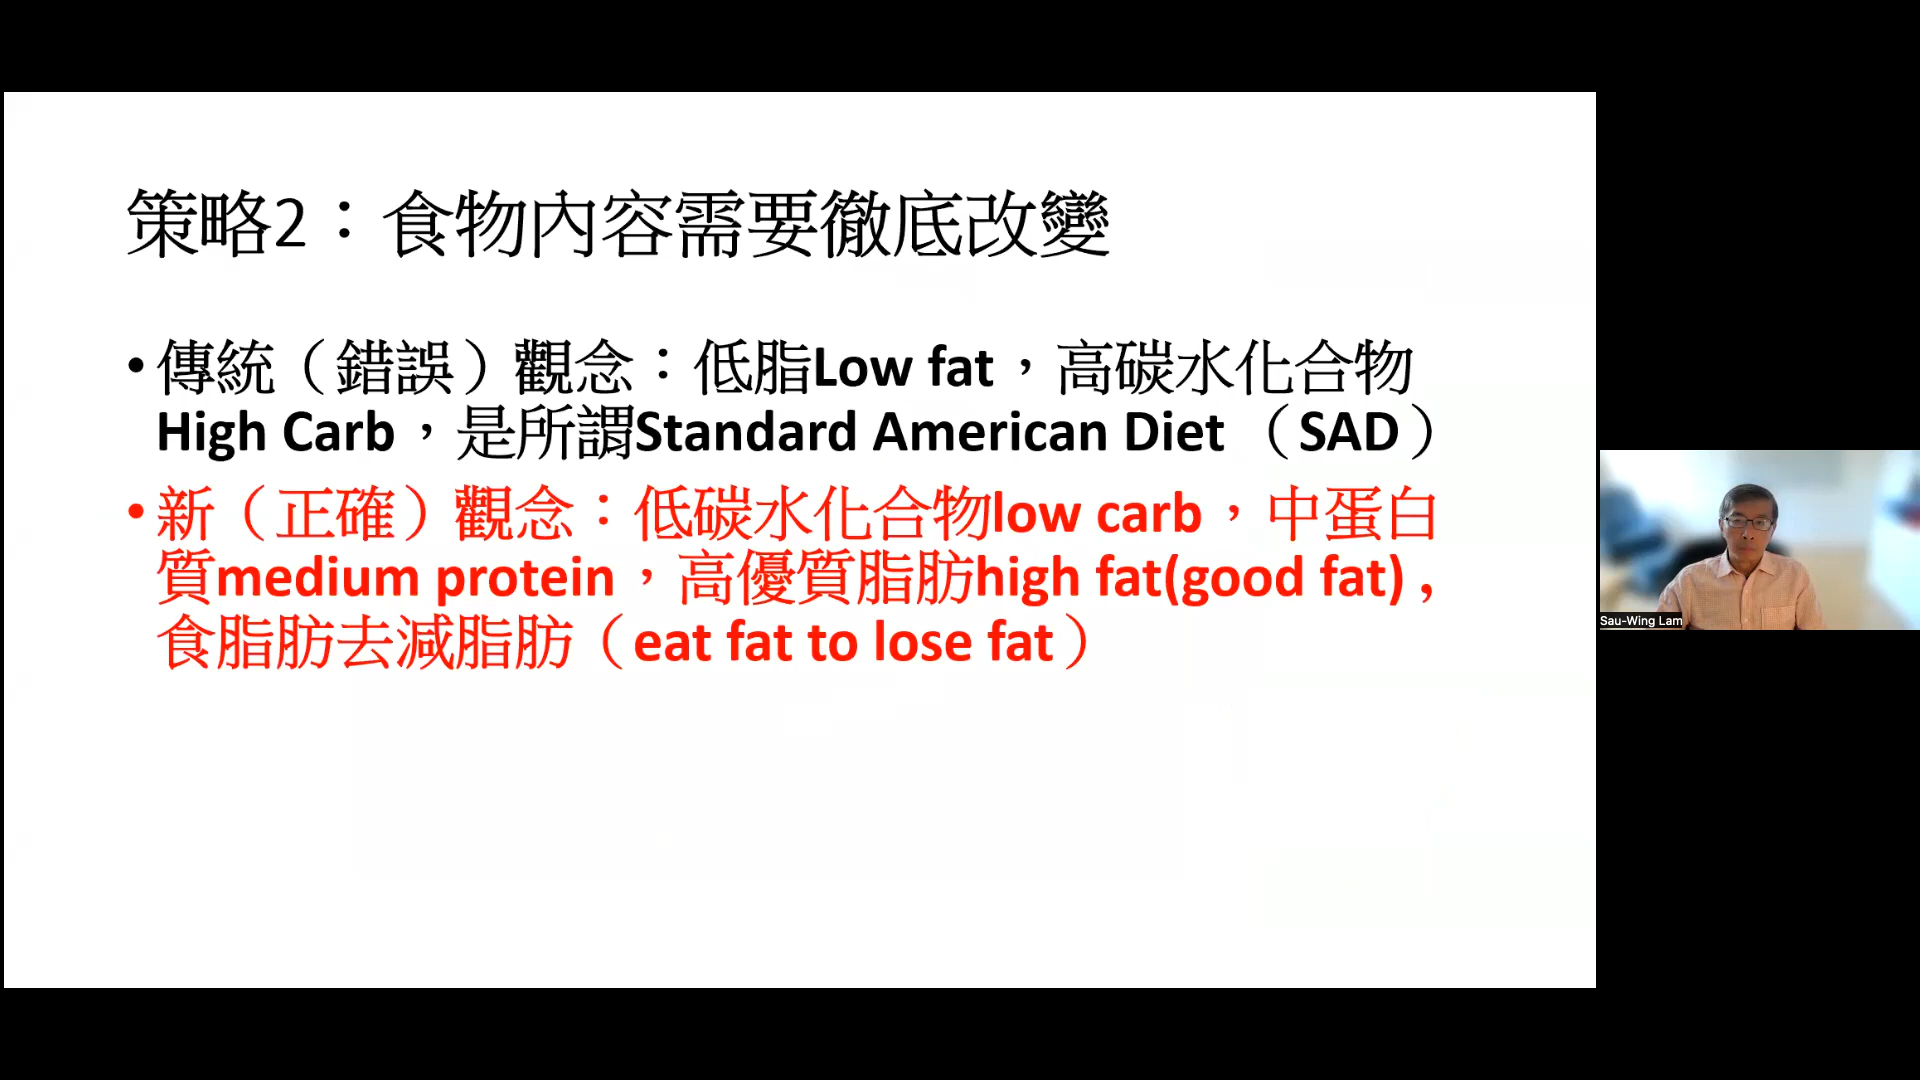 策略2：食物內容需要徹底改變
•傳統（錯誤）觀念：低脂Low fat，高碳水化合物
High Carb，是所謂Standard American Diet （SAD）
•新（正確）觀念：低碳水化合物low carb，中蛋白
質medium protein，高優質脂肪high fat(good fat) ,
食脂肪去減脂肪（eat fat to lose fat）
Sau-Wing Lam